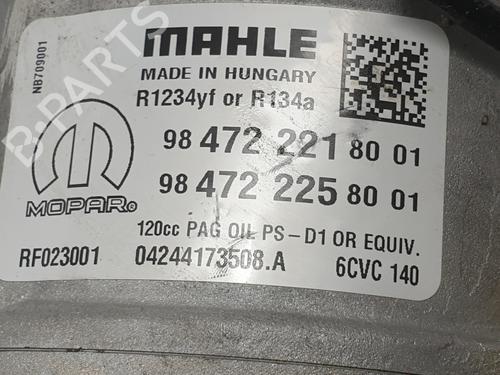 NB709001
MAHLE
MADE IN HUNGARY
R1234yf or R134a
98 472 221 80 01
98 472 225 80 01
MOPAR®
120cc PAG OIL PS-D1 OR EQUIV.
RF023001 04244173508.A 6CVC 140
B-PARTS